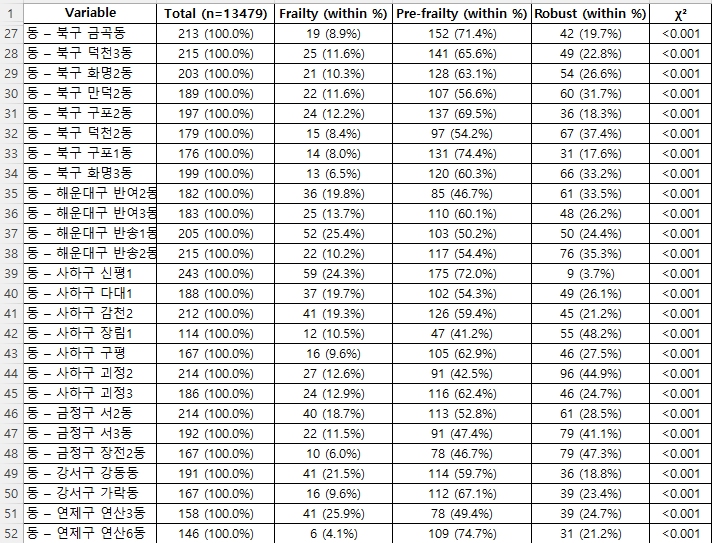 1 Variable Total (n=13479) Frailty (within %) Pre-frailty (within %) Robust (within %) χ²
27 동 – 북구 금곡동 213 (100.0%) 19 (8.9%) 152 (71.4%) 42 (19.7%) <0.001
28 동 – 북구 덕천3동 215 (100.0%) 25 (11.6%) 141 (65.6%) 49 (22.8%) <0.001
29 동 – 북구 화명2동 203 (100.0%) 21 (10.3%) 128 (63.1%) 54 (26.6%) <0.001
30 동 – 북구 만덕2동 189 (100.0%) 22 (11.6%) 107 (56.6%) 60 (31.7%) <0.001
31 동 – 북구 구포2동 197 (100.0%) 24 (12.2%) 137 (69.5%) 36 (18.3%) <0.001
32 동 – 북구 덕천2동 179 (100.0%) 15 (8.4%) 97 (54.2%) 67 (37.4%) <0.001
33 동 – 북구 구포1동 176 (100.0%) 14 (8.0%) 131 (74.4%) 31 (17.6%) <0.001
34 동 – 북구 화명3동 199 (100.0%) 13 (6.5%) 120 (60.3%) 66 (33.2%) <0.001
35 동 – 해운대구 반여2동 182 (100.0%) 36 (19.8%) 85 (46.7%) 61 (33.5%) <0.001
36 동 – 해운대구 반여3동 183 (100.0%) 25 (13.7%) 110 (60.1%) 48 (26.2%) <0.001
37 동 – 해운대구 반송1동 205 (100.0%) 52 (25.4%) 103 (50.2%) 50 (24.4%) <0.001
38 동 – 해운대구 반송2동 215 (100.0%) 22 (10.2%) 117 (54.4%) 76 (35.3%) <0.001
39 동 – 사하구 신평1 243 (100.0%) 59 (24.3%) 175 (72.0%) 9 (3.7%) <0.001
40 동 – 사하구 다대1 188 (100.0%) 37 (19.7%) 102 (54.3%) 49 (26.1%) <0.001
41 동 – 사하구 감천2 212 (100.0%) 41 (19.3%) 126 (59.4%) 45 (21.2%) <0.001
42 동 – 사하구 장림1 114 (100.0%) 12 (10.5%) 47 (41.2%) 55 (48.2%) <0.001
43 동 – 사하구 구평 167 (100.0%) 16 (9.6%) 105 (62.9%) 46 (27.5%) <0.001
44 동 – 사하구 괴정2 214 (100.0%) 27 (12.6%) 91 (42.5%) 96 (44.9%) <0.001
45 동 – 사하구 괴정3 186 (100.0%) 24 (12.9%) 116 (62.4%) 46 (24.7%) <0.001
46 동 – 금정구 서2동 214 (100.0%) 40 (18.7%) 113 (52.8%) 61 (28.5%) <0.001
47 동 – 금정구 서3동 192 (100.0%) 22 (11.5%) 91 (47.4%) 79 (41.1%) <0.001
48 동 – 금정구 장전2동 167 (100.0%) 10 (6.0%) 78 (46.7%) 79 (47.3%) <0.001
49 동 – 강서구 강동동 191 (100.0%) 41 (21.5%) 114 (59.7%) 36 (18.8%) <0.001
50 동 – 강서구 가락동 167 (100.0%) 16 (9.6%) 112 (67.1%) 39 (23.4%) <0.001
51 동 – 연제구 연산3동 158 (100.0%) 41 (25.9%) 78 (49.4%) 39 (24.7%) <0.001
52 동 – 연제구 연산6동 146 (100.0%) 6 (4.1%) 109 (74.7%) 31 (21.2%) <0.001